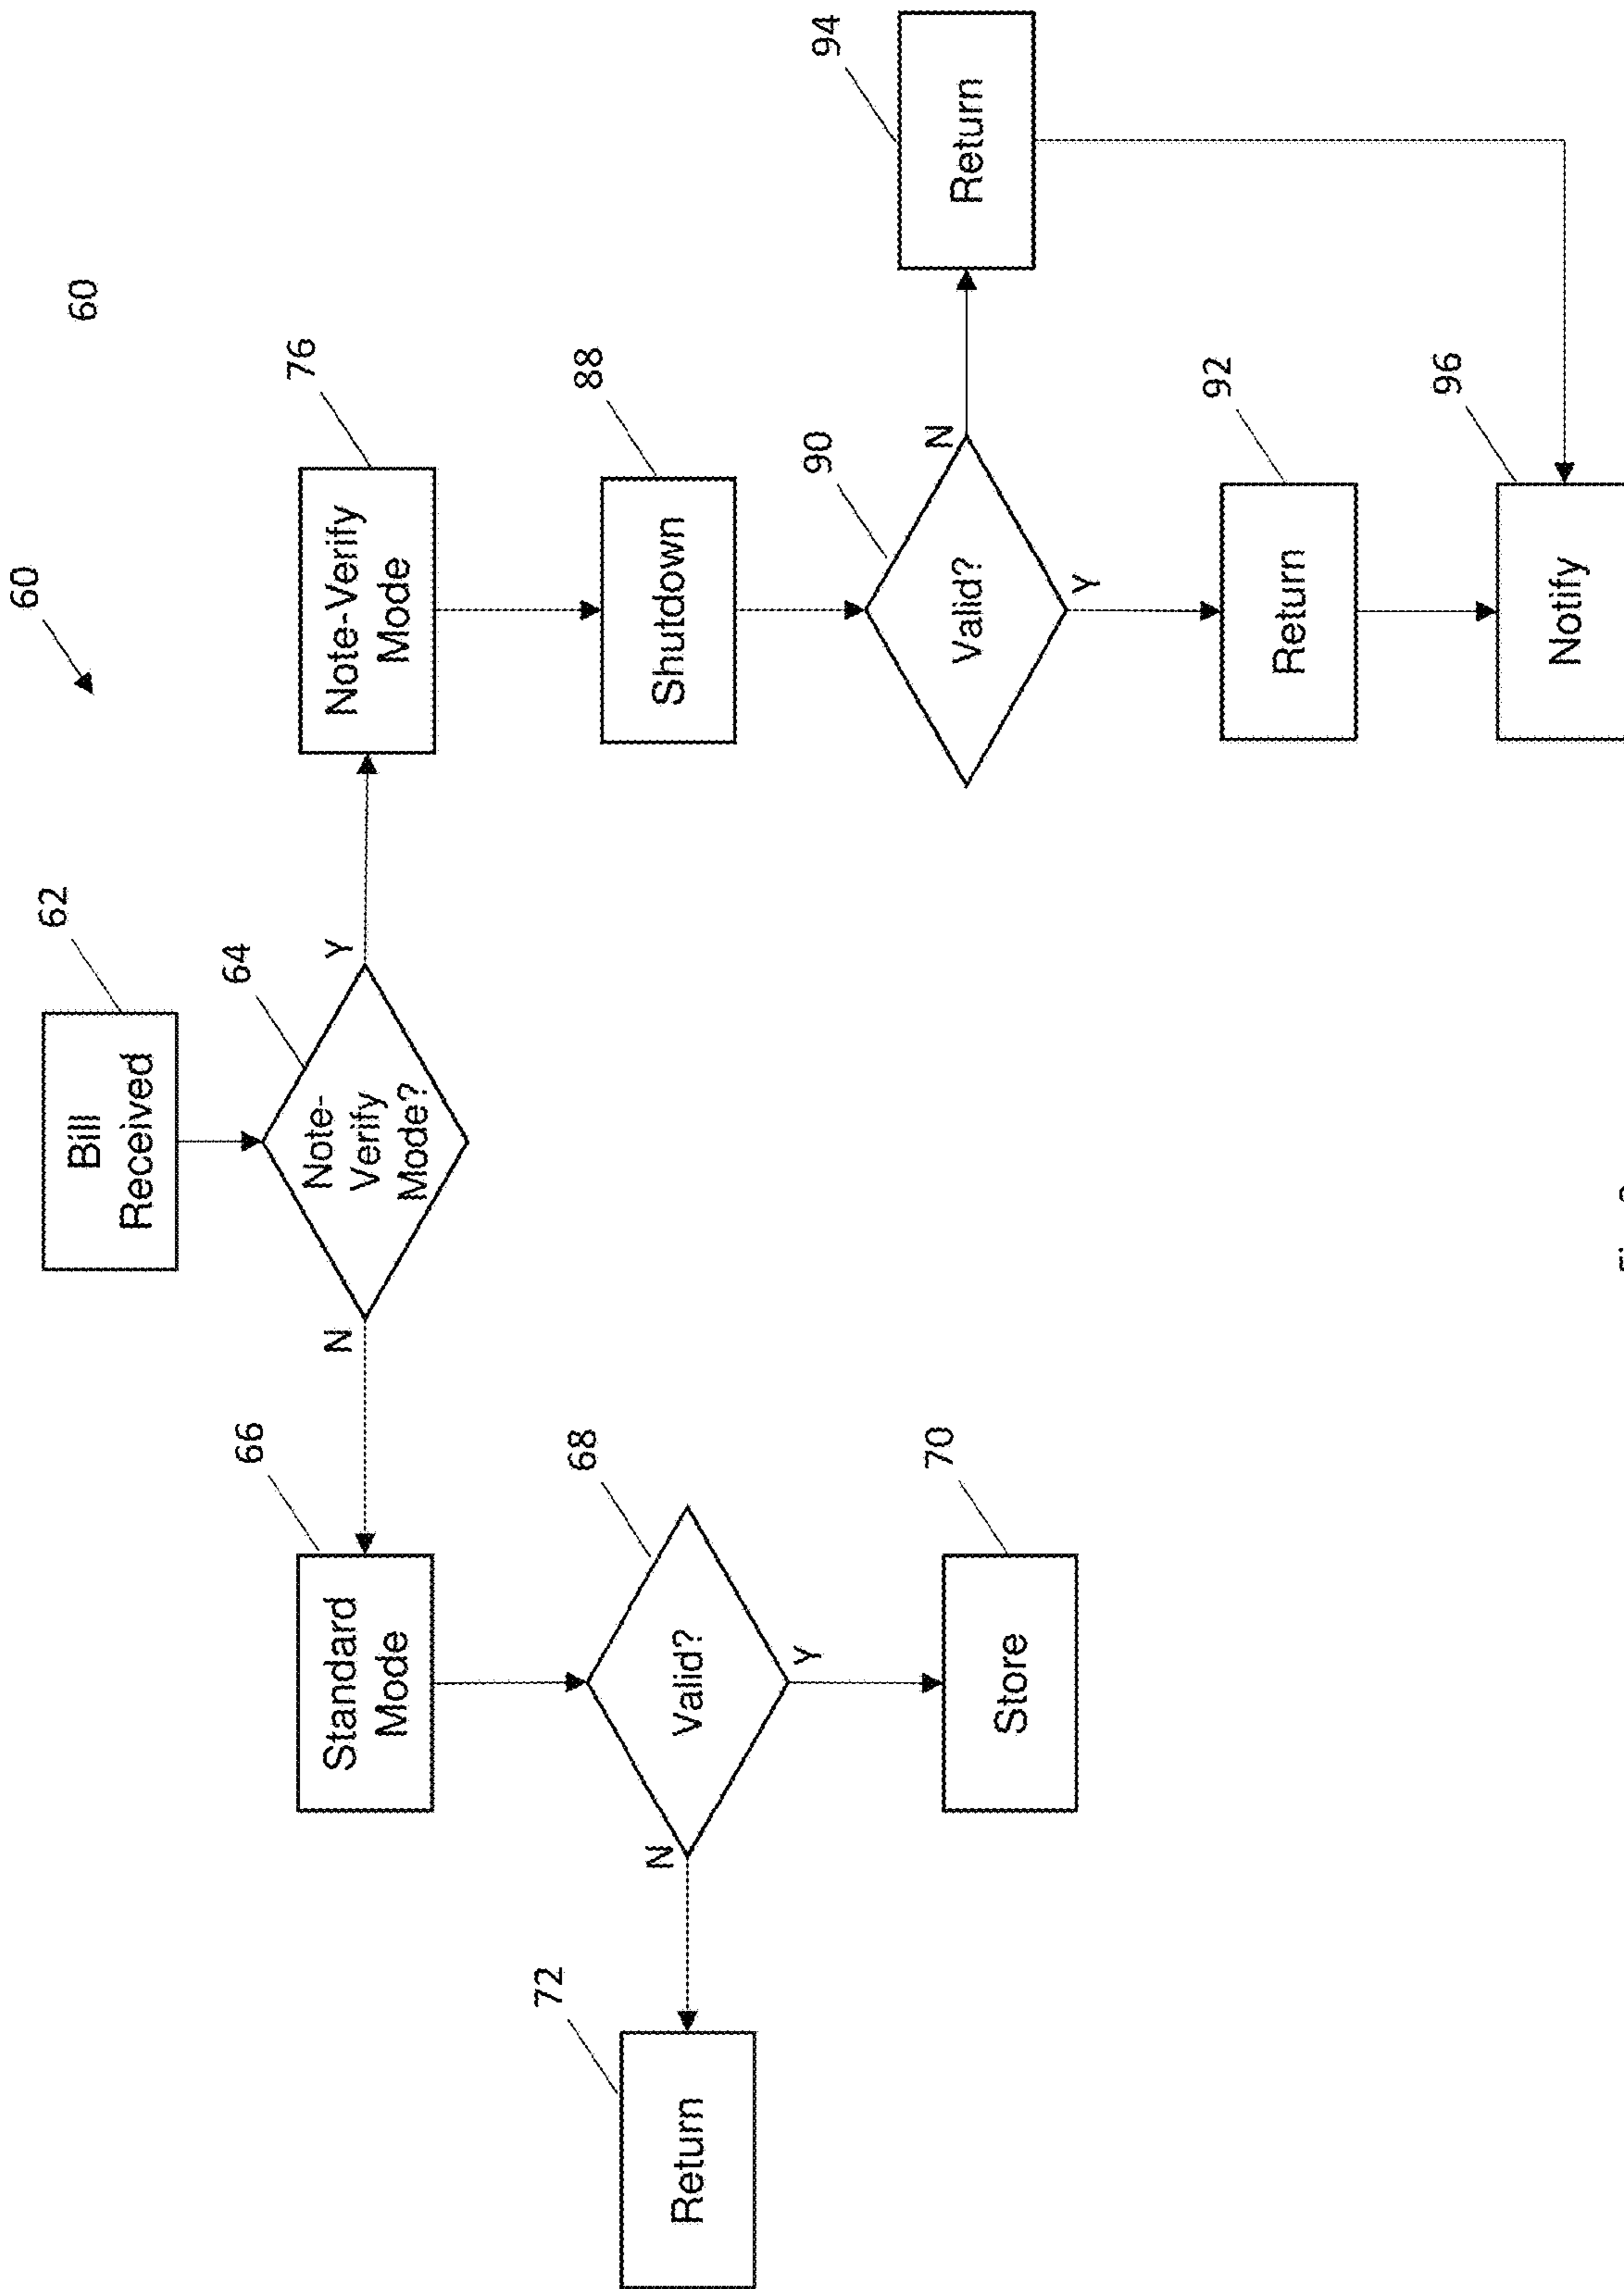 60
60
62
Bill
Received
64
Note-
Verify
Mode?
N
Y
66
Standard
Mode
76
Note-Verify
Mode
68
Valid?
N
Y
72
Return
70
Store
88
Shutdown
90
Valid?
N
Y
94
Return
92
Return
96
Notify